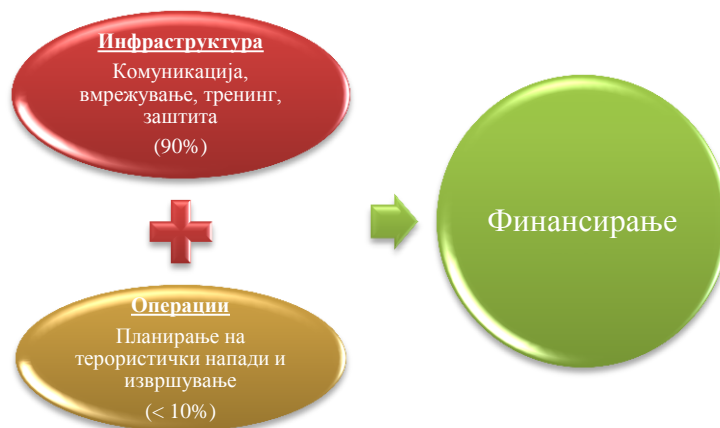 Инфраструктура
Комуникација,
вмрежување, тренинг,
заштита
(90%)
Финансирање
Операции
Планирање на
терористички напади и
извршување
(< 10%)